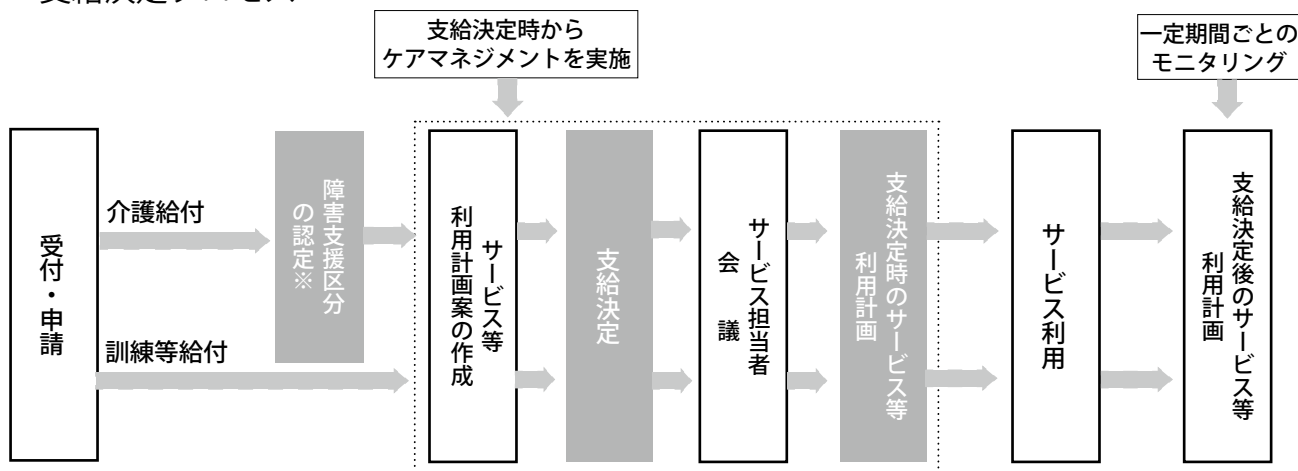 支給決定時から
ケアマネジメントを実施
一定期間ごとの
モニタリング
受付・申請
介護給付
訓練等給付
障害支援区分
の認定※
サービス等
利用計画案の作成
支給決定
サービス担当者
会議
支給決定時のサービス等
利用計画
サービス利用
支給決定後のサービス等
利用計画